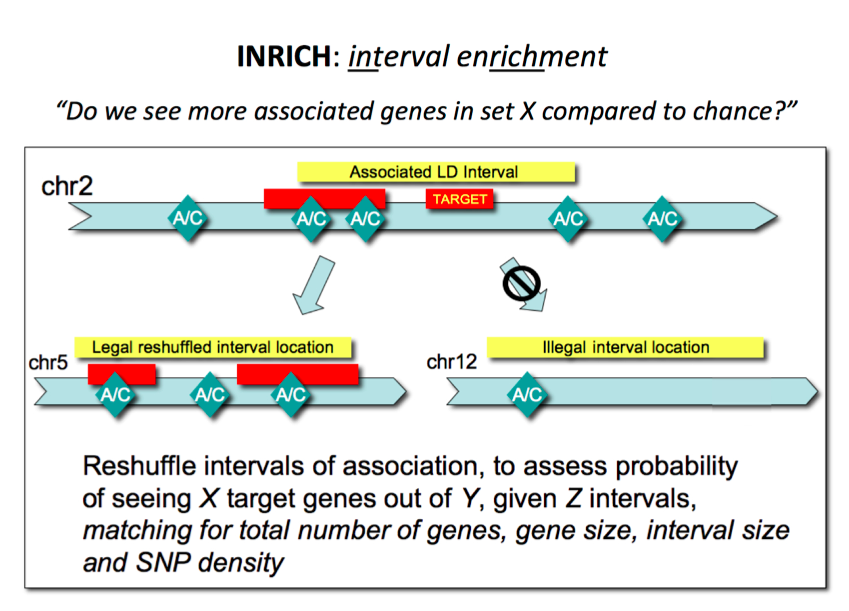 INRICH: interval enrichment
“Do we see more associated genes in set X compared to chance?”
Associated LD Interval
chr2
TARGET
A/C A/C A/C A/C A/C
Legal reshuffled interval location
Illegal interval location
chr5
chr12
A/C A/C A/C
A/C
Reshuffle intervals of association, to assess probability
of seeing X target genes out of Y, given Z intervals,
matching for total number of genes, gene size, interval size
and SNP density